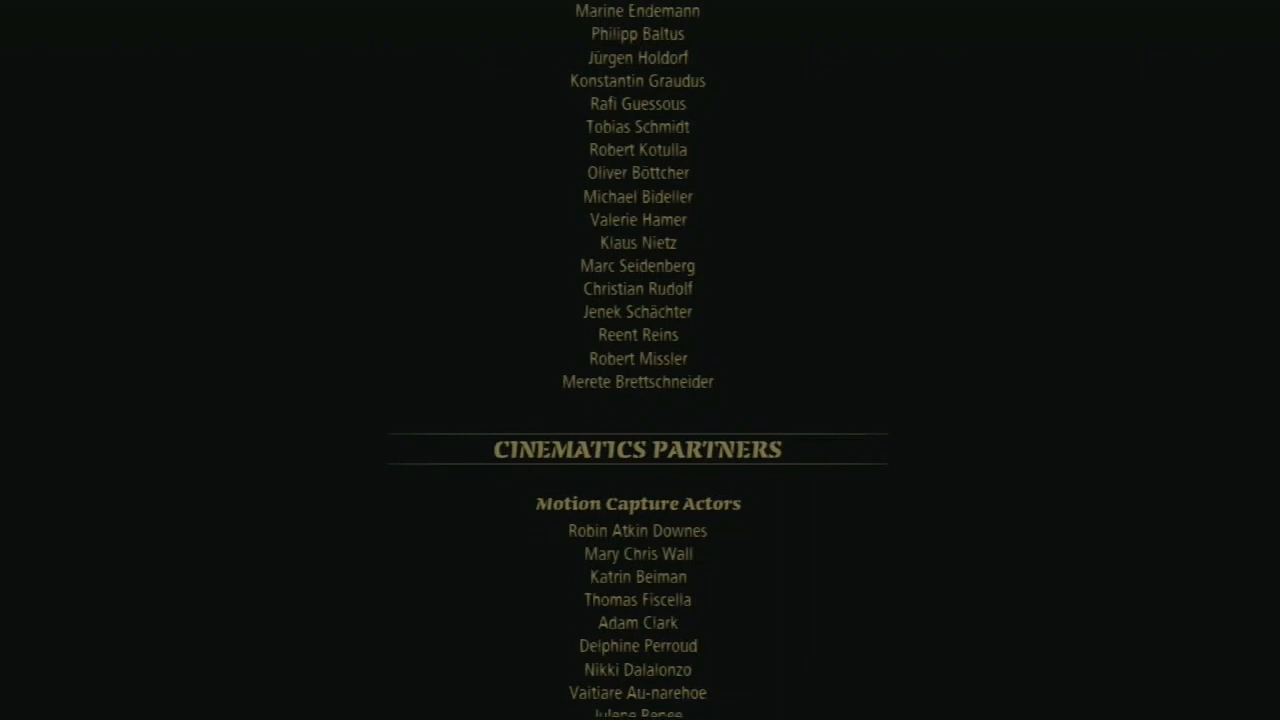 Marine Endemann
Philipp Baltus
Jürgen Holdorf
Konstantin Graudus
Rafi Guessous
Tobias Schmidt
Robert Kotulla
Oliver Böttcher
Michael Bideller
Valerie Hamer
Klaus Nietz
Marc Seidenberg
Christian Rudolf
Jenek Schächter
Reent Reins
Robert Missler
Merete Brettschneider
CINEMATICS PARTNERS
Motion Capture Actors
Robin Atkin Downes
Mary Chris Wall
Katrin Beiman
Thomas Fiscella
Adam Clark
Delphine Perroud
Nikki Dalalonzo
Vaitiare Au-narehoe